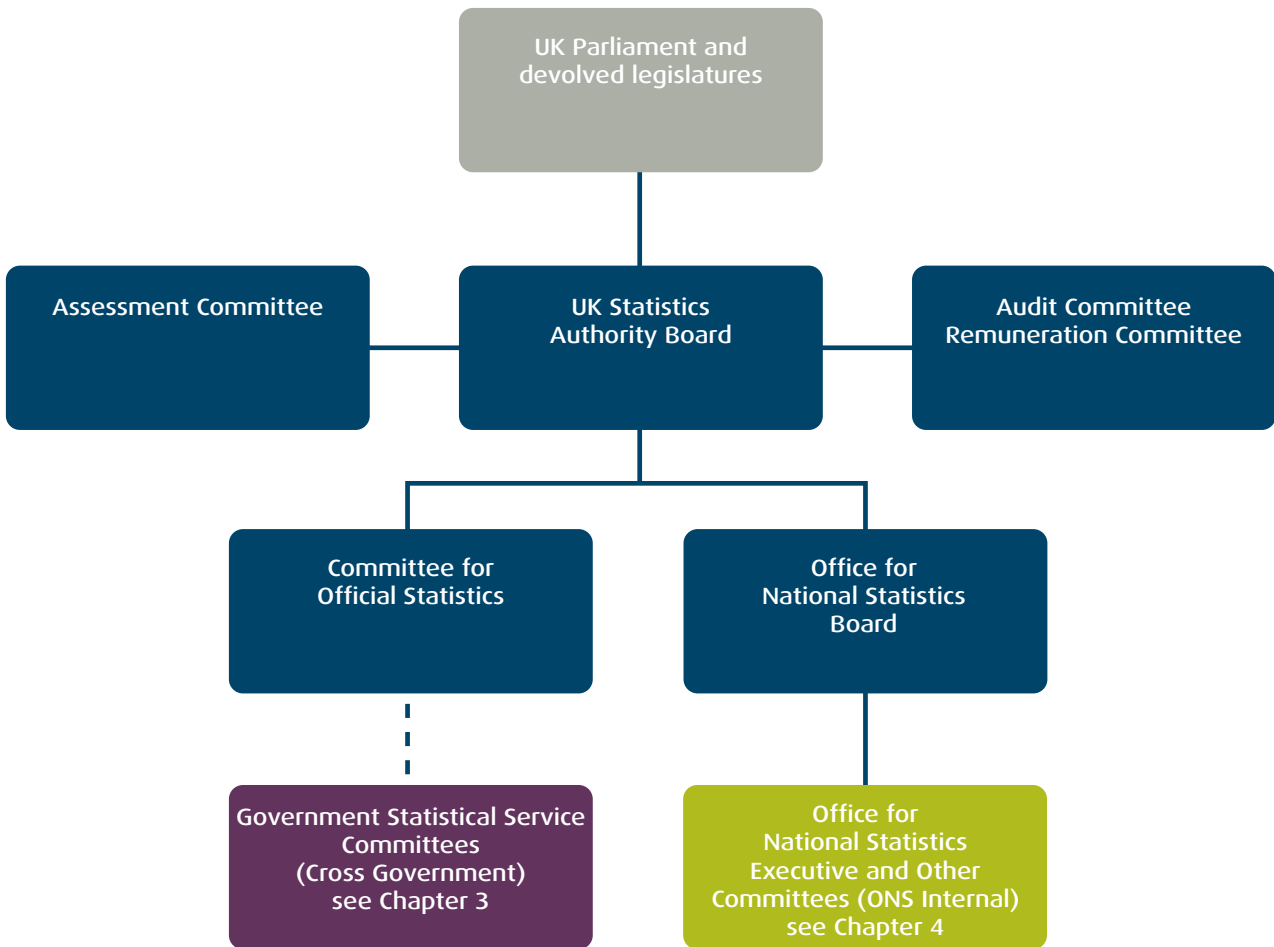 UK Parliament and
devolved legislatures
Assessment Committee
UK Statistics
Authority Board
Audit Committee
Remuneration Committee
Committee for
Official Statistics
Office for
National Statistics
Board
Government Statistical Service
Committees
(Cross Government)
see Chapter 3
Office for
National Statistics
Executive and Other
Committees (ONS Internal)
see Chapter 4